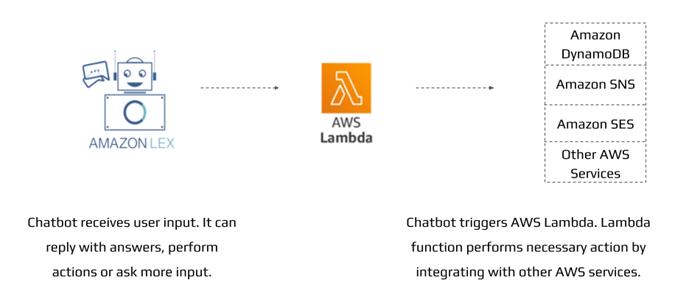 AMAZON LEX
AWS
Lambda
Amazon
DynamoDB
Amazon SNS
Amazon SES
Other AWS
Services
Chatbot receives user input. It can
reply with answers, perform
actions or ask more input.
Chatbot triggers AWS Lambda. Lambda
function performs necessary action by
integrating with other AWS services.